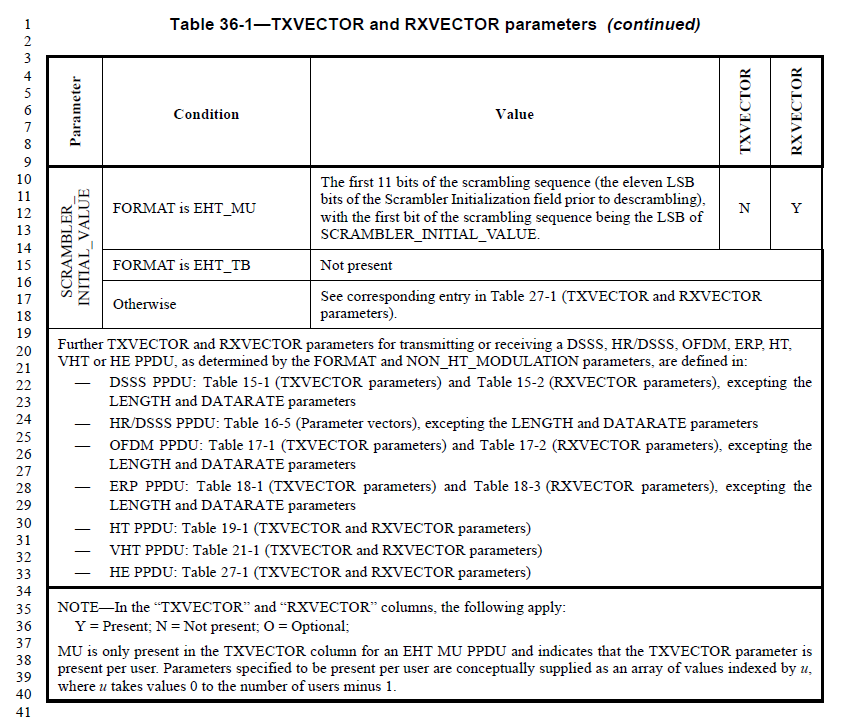 Table 36-1—TXVECTOR and RXVECTOR parameters (continued)
1
2
3
4
5
6
7
8
9
10
11
12
13
14
15
16
17
18
19
20
21
22
23
24
25
26
27
28
29
30
31
32
33
34
35
36
37
38
39
40
41
Parameter
Condition
Value
TXVECTOR
RXVECTOR
SCRAMBLER_
INITIAL_VALUE
FORMAT is EHT_MU
The first 11 bits of the scrambling sequence (the eleven LSB
bits of the Scrambler Initialization field prior to descrambling),
with the first bit of the scrambling sequence being the LSB of
SCRAMBLER_INITIAL_VALUE.
N
Y
FORMAT is EHT_TB
Not present
Otherwise
See corresponding entry in Table 27-1 (TXVECTOR and RXVECTOR
parameters).
Further TXVECTOR and RXVECTOR parameters for transmitting or receiving a DSSS, HR/DSSS, OFDM, ERP, HT,
VHT or HE PPDU, as determined by the FORMAT and NON_HT_MODULATION parameters, are defined in:
— DSSS PPDU: Table 15-1 (TXVECTOR parameters) and Table 15-2 (RXVECTOR parameters), excepting the
LENGTH and DATARATE parameters
— HR/DSSS PPDU: Table 16-5 (Parameter vectors), excepting the LENGTH and DATARATE parameters
— OFDM PPDU: Table 17-1 (TXVECTOR parameters) and Table 17-2 (RXVECTOR parameters), excepting the
LENGTH and DATARATE parameters
— ERP PPDU: Table 18-1 (TXVECTOR parameters) and Table 18-3 (RXVECTOR parameters), excepting the
LENGTH and DATARATE parameters
— HT PPDU: Table 19-1 (TXVECTOR and RXVECTOR parameters)
— VHT PPDU: Table 21-1 (TXVECTOR and RXVECTOR parameters)
— HE PPDU: Table 27-1 (TXVECTOR and RXVECTOR parameters)
NOTE—In the “TXVECTOR” and “RXVECTOR” columns, the following apply:
Y = Present; N = Not present; O = Optional;
MU is only present in the TXVECTOR column for an EHT MU PPDU and indicates that the TXVECTOR parameter is
present per user. Parameters specified to be present per user are conceptually supplied as an array of values indexed by u,
where u takes values 0 to the number of users minus 1.